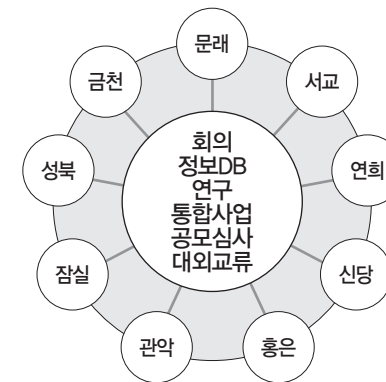 문래
금천
서교
성북
연희
회의
정보DB
연구
통합사업
공모심사
대외교류
잠실
신당
관악
홍은